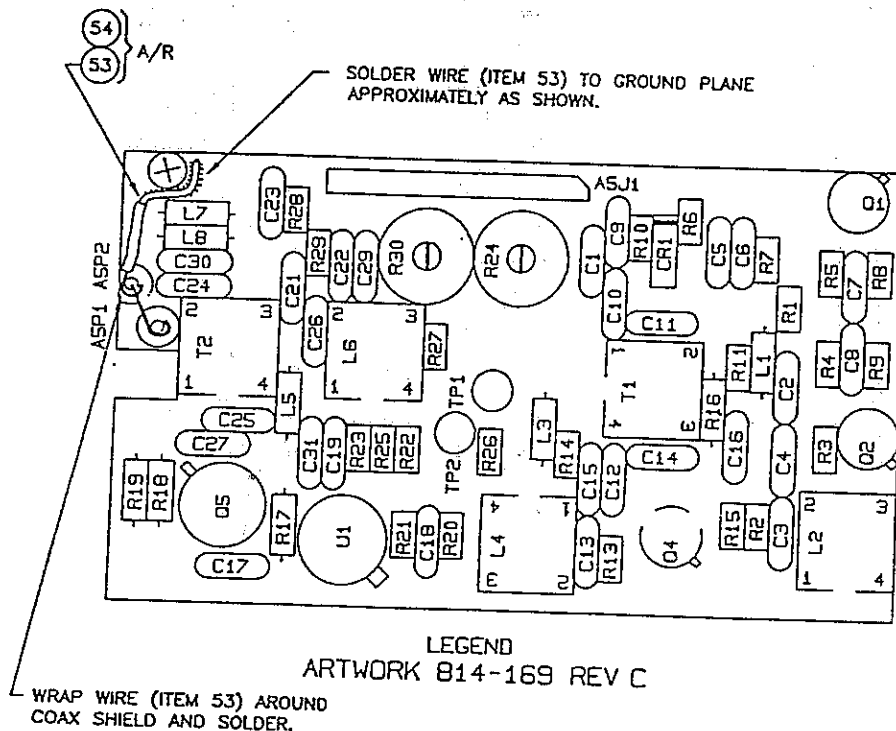 54
53
A/R
SOLDER WIRE (ITEM 53) TO GROUND PLANE
APPROXIMATELY AS SHOWN.
ASJ1
Q1
L7
L8
C30
C24
C23
R28
R29
C22
C29
R30
R24
C1
C9
R10
CR1
R6
C5
C6
R7
R5
C7
R8
ASP1
ASP2
C21
C26
C10
C11
R1
2 3
T2
1 4
2 3
L6
1 4
R27
1 2
T1
4 3
R16
R11
L1
C2
R4
C8
R9
L5
TP1
TP2
C25
C27
C31
C19
R23
R25
R22
R26
L3
R14
C15
C12
C14
C16
C4
R3
Q2
R19
R18
Q5
R17
U1
R21
C18
R20
4 1
L4
3 2
C13
R13
Q4
R15
R2
C3
2 3
L2
1 4
C17
LEGEND
ARTWORK 814-169 REV C
WRAP WIRE (ITEM 53) AROUND
COAX SHIELD AND SOLDER.